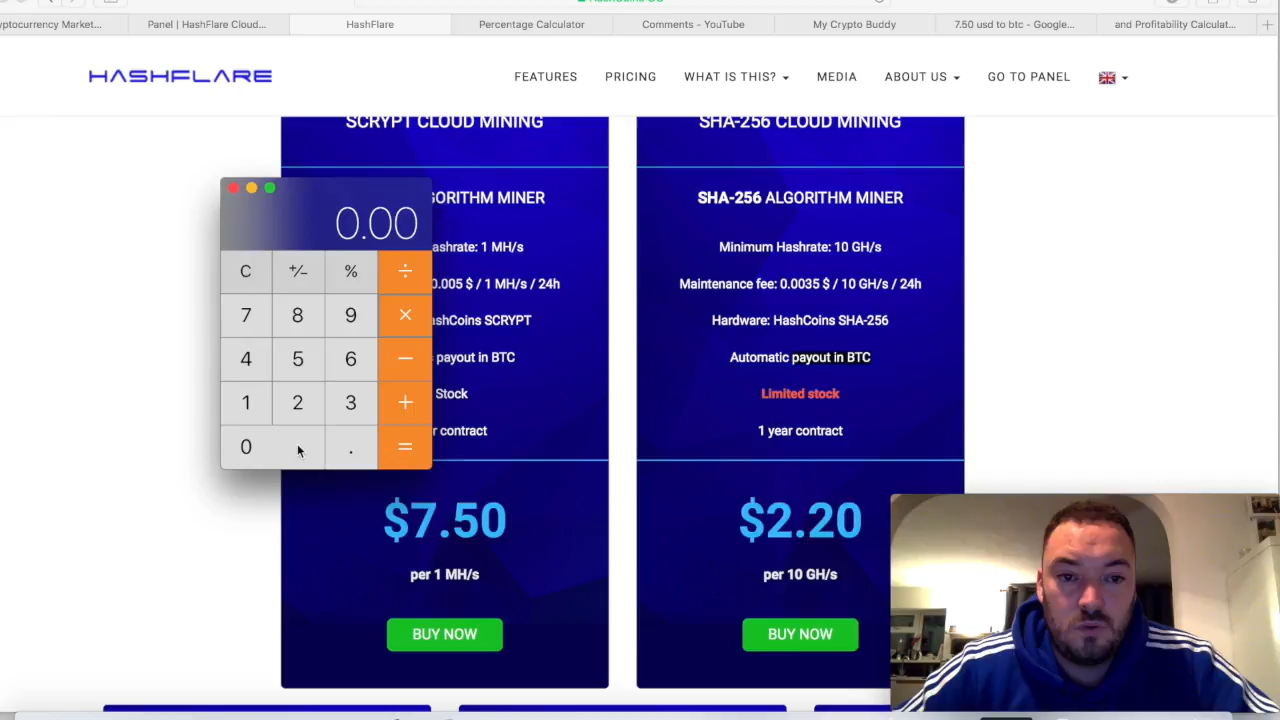 yptocurrency Market...
Panel | HashFlare Cloud...
HashFlare
Percentage Calculator
Comments - YouTube
My Crypto Buddy
7.50 usd to btc - Google...
and Profitability Calculat...
HASHFLARE
FEATURES
PRICING
WHAT IS THIS?
MEDIA
ABOUT US
GO TO PANEL
SCRYPT CLOUD MINING
ORITHM MINER
ashrate: 1 MH/s
0.005 $ / 1 MH/s / 24h
shCoins SCRYPT
payout in BTC
Stock
r contract
$7.50
per 1 MH/s
BUY NOW
SHA-256 CLOUD MINING
SHA-256 ALGORITHM MINER
Minimum Hashrate: 10 GH/s
Maintenance fee: 0.0035 $ / 10 GH/s / 24h
Hardware: HashCoins SHA-256
Automatic payout in BTC
Limited stock
1 year contract
$2.20
per 10 GH/s
BUY NOW
0.00
C +/− % ÷
7 8 9 ×
4 5 6 −
1 2 3 +
0 . =